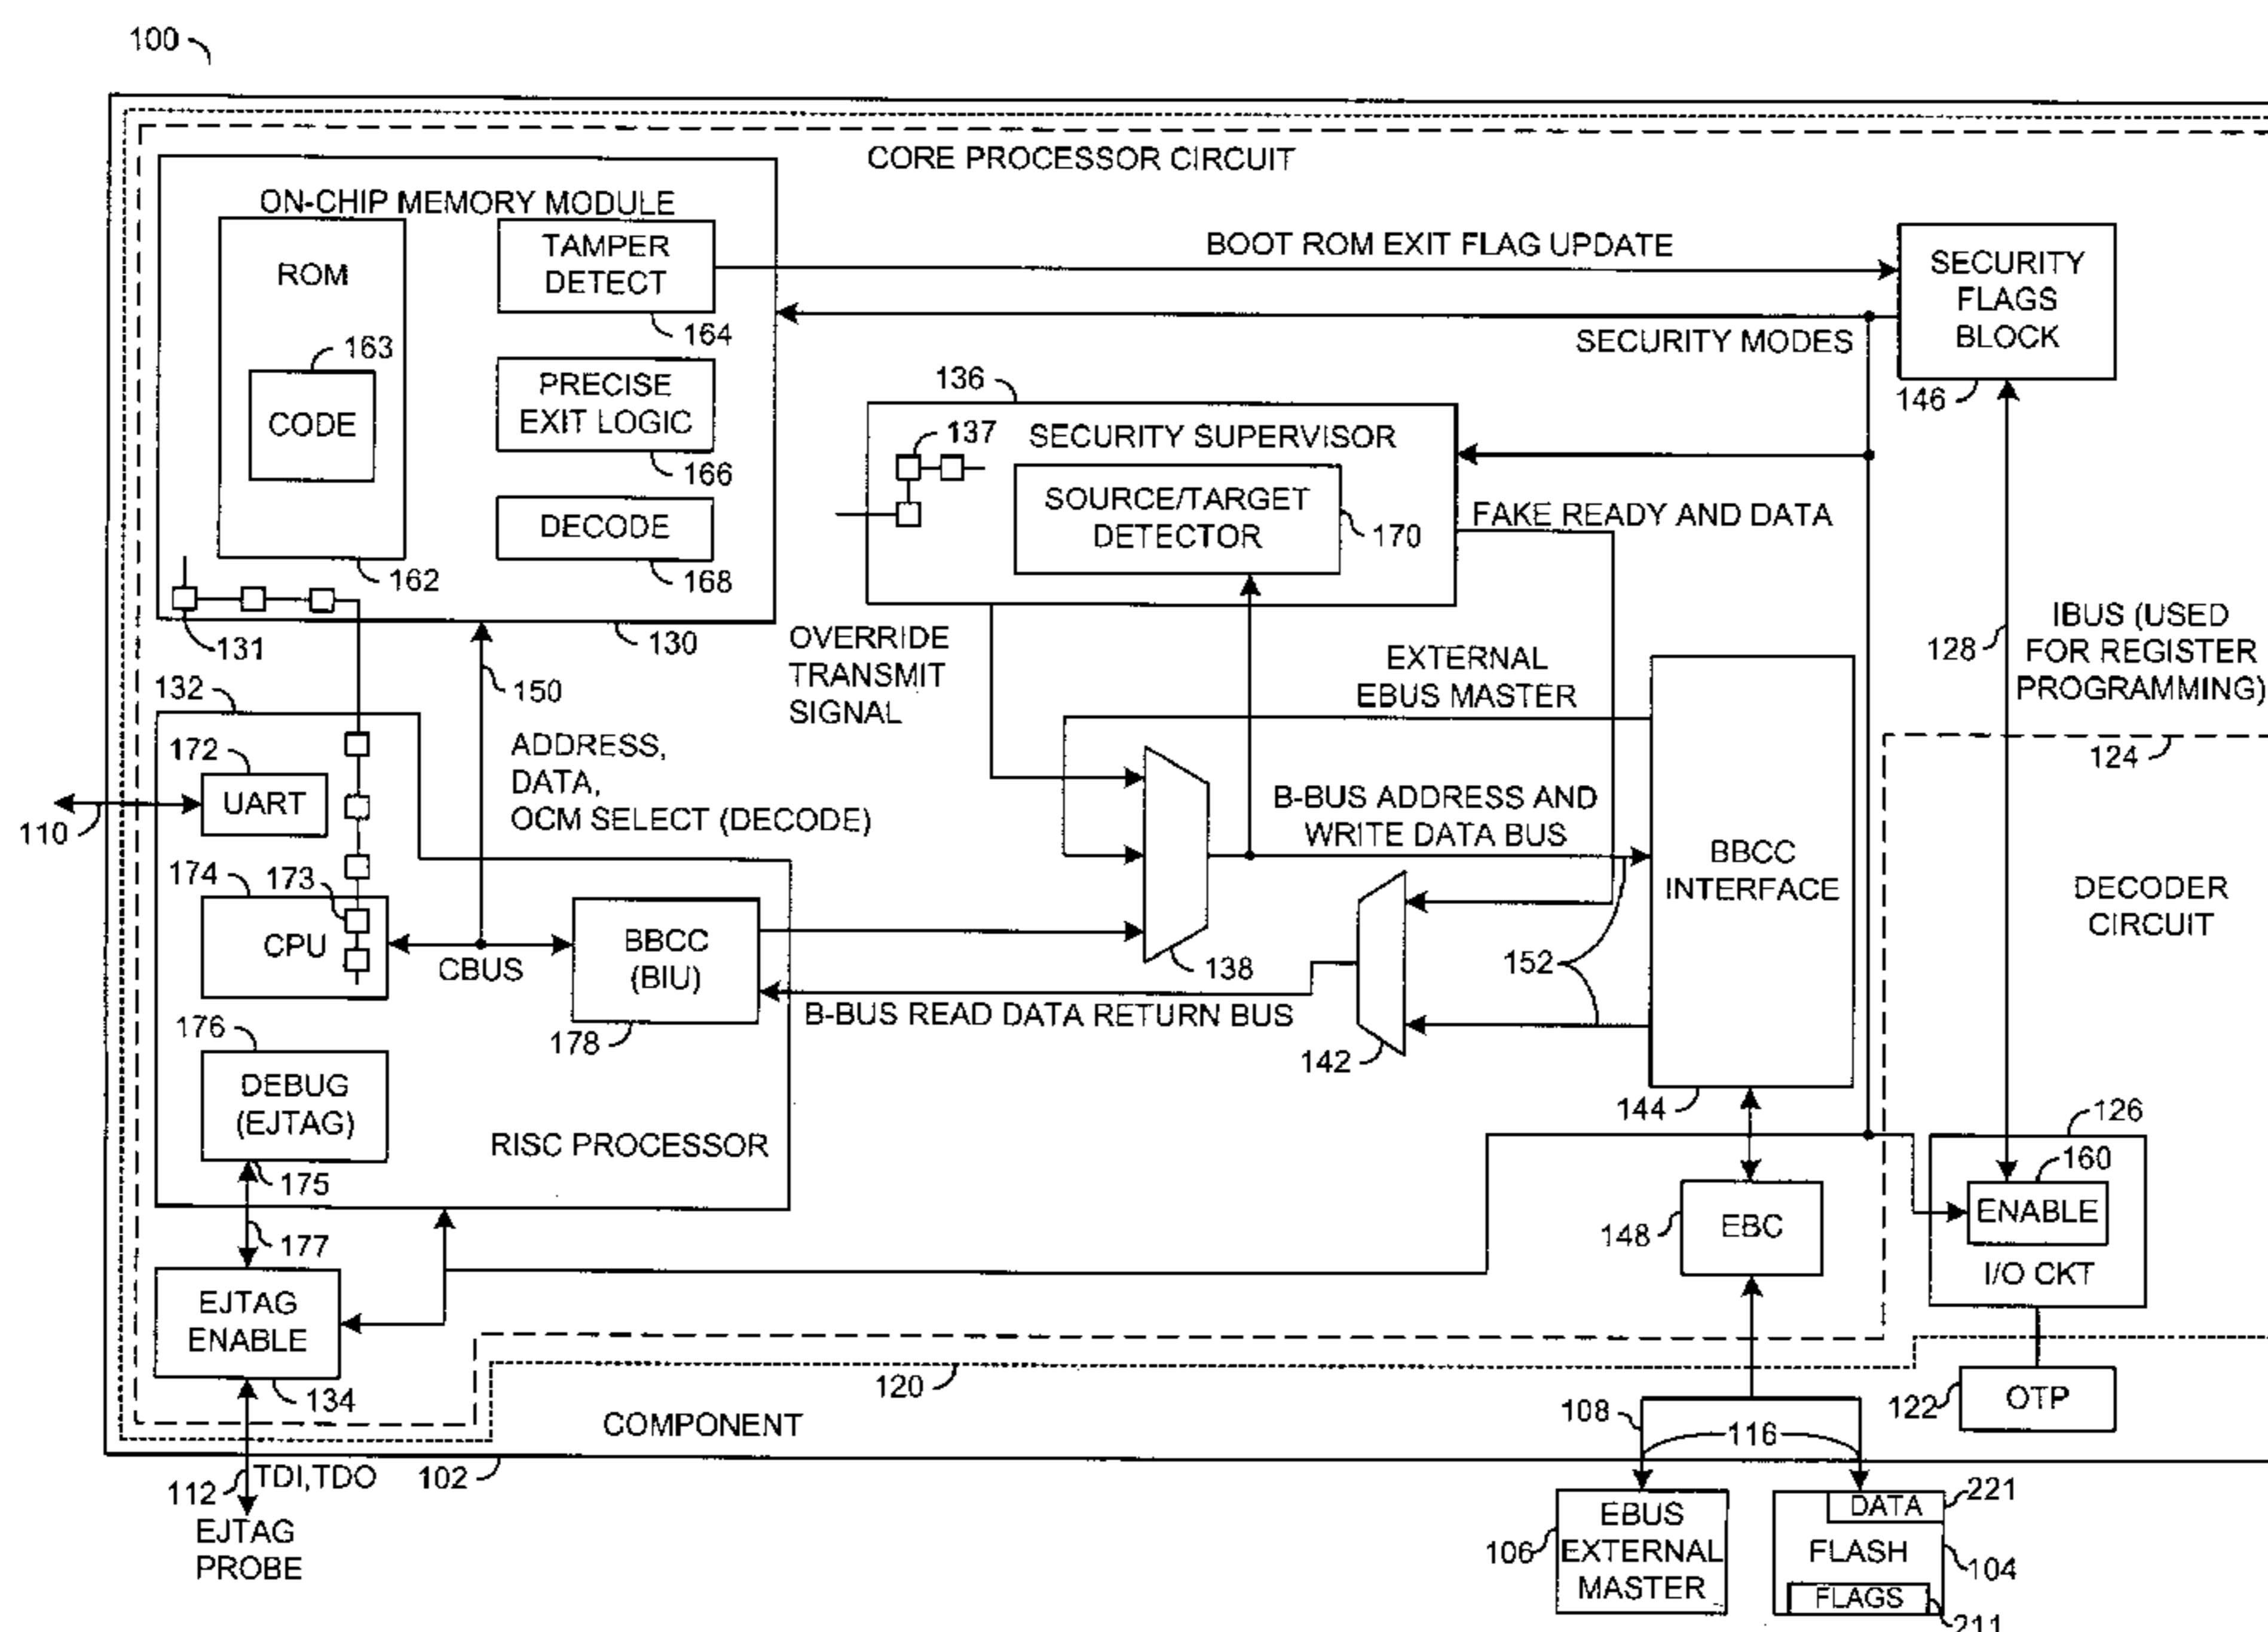 100
CORE PROCESSOR CIRCUIT
ON-CHIP MEMORY MODULE
ROM
163
CODE
162
TAMPER
DETECT
164
PRECISE
EXIT LOGIC
166
DECODE
168
131
130
BOOT ROM EXIT FLAG UPDATE
SECURITY MODES
SECURITY
FLAGS
BLOCK
146
136
137
SECURITY SUPERVISOR
SOURCE/TARGET
DETECTOR
170
FAKE READY AND DATA
OVERRIDE
TRANSMIT
SIGNAL
EXTERNAL
EBUS MASTER
128
IBUS (USED
FOR REGISTER
PROGRAMMING)
124
132
150
ADDRESS,
DATA,
OCM SELECT (DECODE)
172
UART
110
174
173
CPU
CBUS
BBCC
(BIU)
178
B-BUS ADDRESS AND
WRITE DATA BUS
138
B-BUS READ DATA RETURN BUS
142
152
BBCC
INTERFACE
144
DECODER
CIRCUIT
176
DEBUG
(EJTAG)
175
RISC PROCESSOR
177
EJTAG
ENABLE
134
148
EBC
126
160
ENABLE
I/O CKT
122
OTP
120
COMPONENT
102
112
TDI,TDO
EJTAG
PROBE
108
116
106
EBUS
EXTERNAL
MASTER
DATA
221
FLASH
104
FLAGS
211